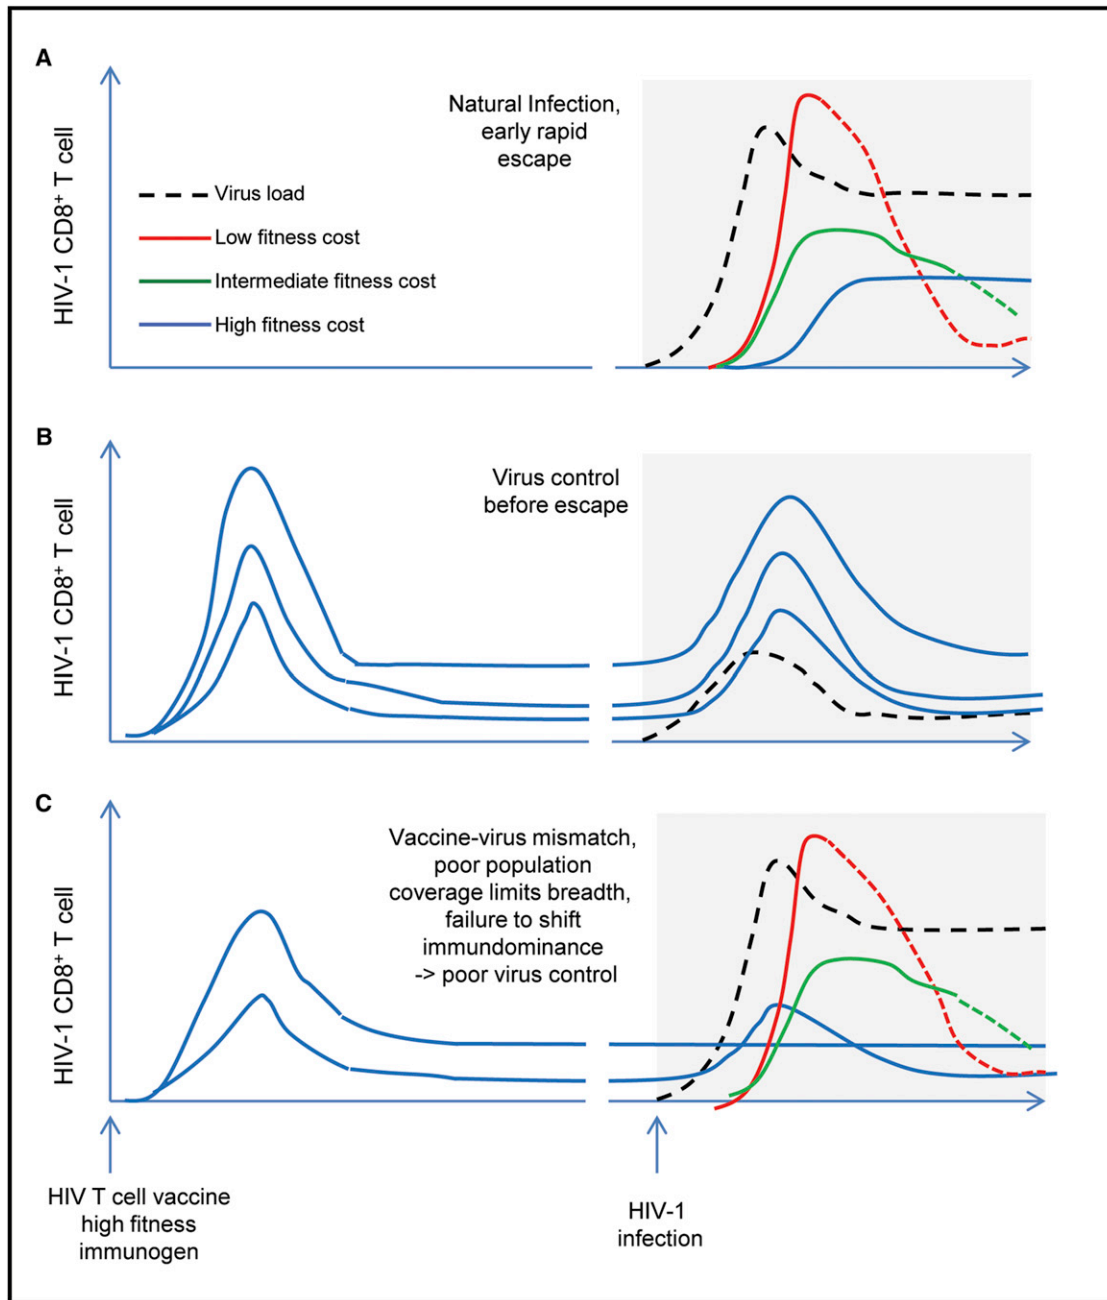 A
HIV-1 CD8⁺ T cell
Natural Infection,
early rapid
escape
Virus load
Low fitness cost
Intermediate fitness cost
High fitness cost
B
HIV-1 CD8⁺ T cell
Virus control
before escape
C
HIV-1 CD8⁺ T cell
Vaccine-virus mismatch,
poor population
coverage limits breadth,
failure to shift
immundominance
-> poor virus control
HIV T cell vaccine
high fitness
immunogen
HIV-1
infection